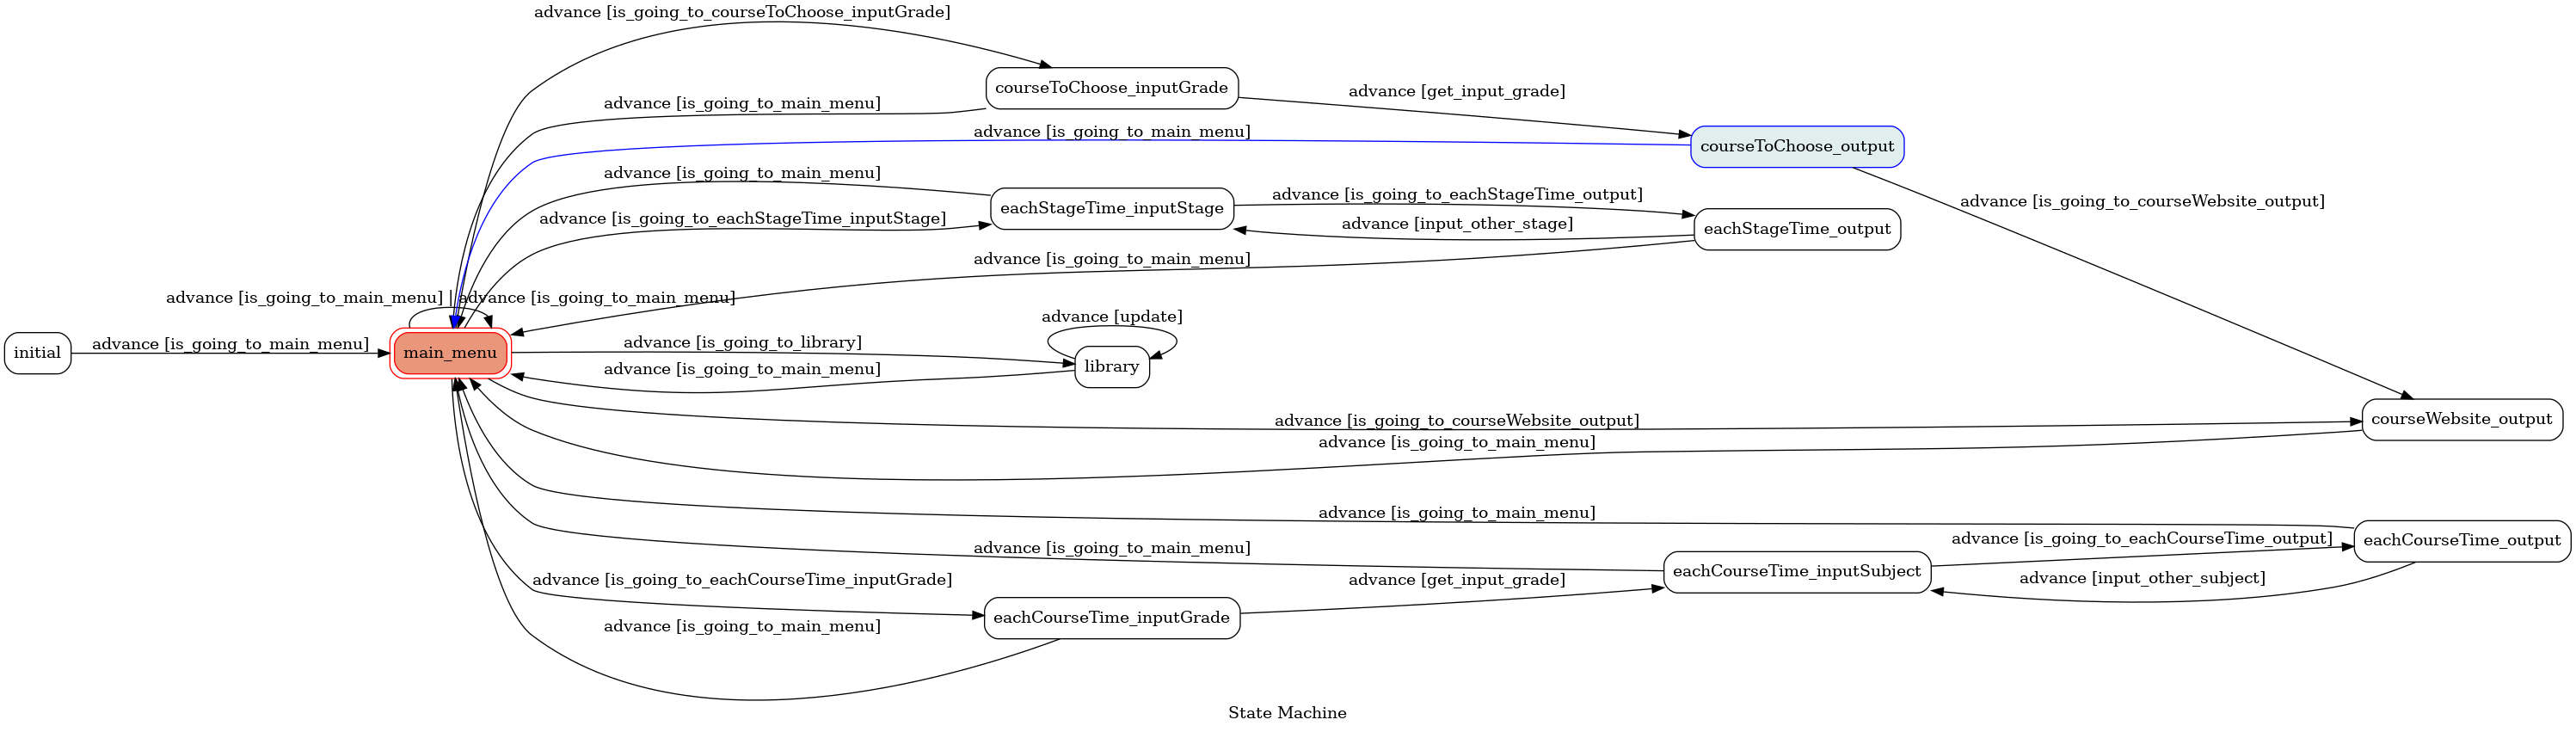 advance [is_going_to_courseToChoose_inputGrade]
courseToChoose_inputGrade
advance [get_input_grade]
advance [is_going_to_main_menu]
advance [is_going_to_main_menu]
courseToChoose_output
advance [is_going_to_main_menu]
advance [is_going_to_eachStageTime_output]
advance [is_going_to_courseWebsite_output]
eachStageTime_inputStage
advance [is_going_to_eachStageTime_inputStage]
advance [input_other_stage]
eachStageTime_output
advance [is_going_to_main_menu]
advance [is_going_to_main_menu] | advance [is_going_to_main_menu]
advance [update]
initial
advance [is_going_to_main_menu]
main_menu
advance [is_going_to_library]
library
advance [is_going_to_main_menu]
advance [is_going_to_courseWebsite_output]
courseWebsite_output
advance [is_going_to_main_menu]
advance [is_going_to_main_menu]
advance [is_going_to_eachCourseTime_output]
eachCourseTime_output
advance [is_going_to_main_menu]
eachCourseTime_inputSubject
advance [is_going_to_eachCourseTime_inputGrade]
advance [get_input_grade]
advance [input_other_subject]
eachCourseTime_inputGrade
advance [is_going_to_main_menu]
State Machine